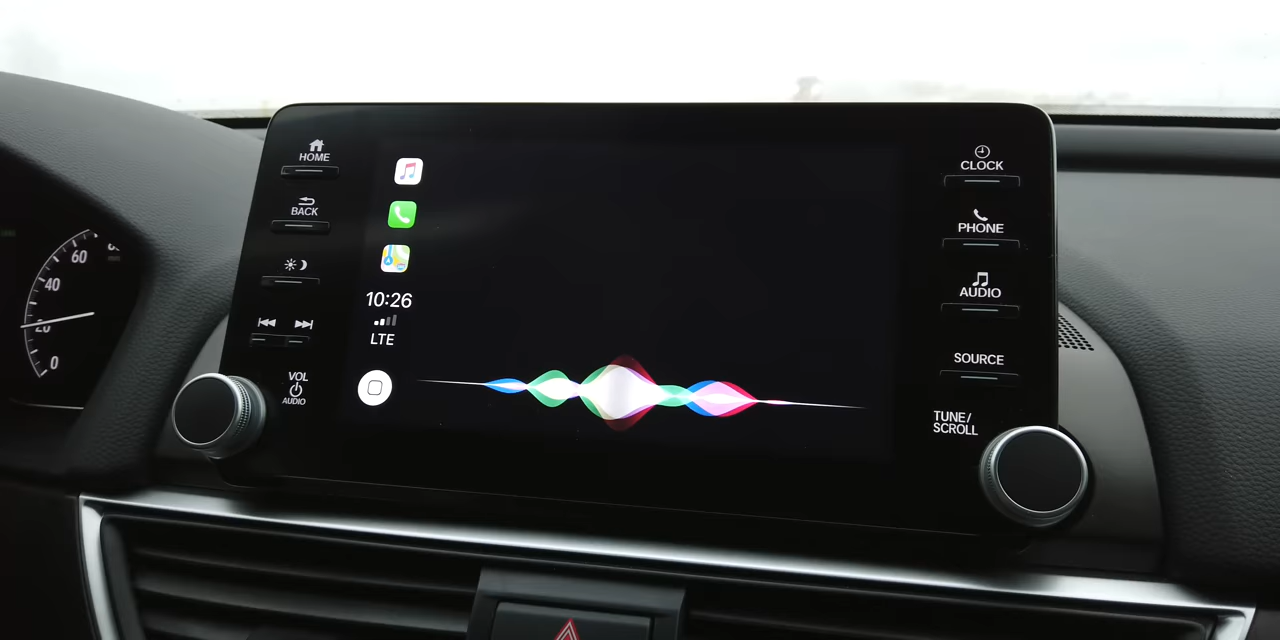 HOME
BACK
VOL
AUDIO
60
40
20
0
10:26
LTE
CLOCK
PHONE
AUDIO
SOURCE
TUNE/
SCROLL